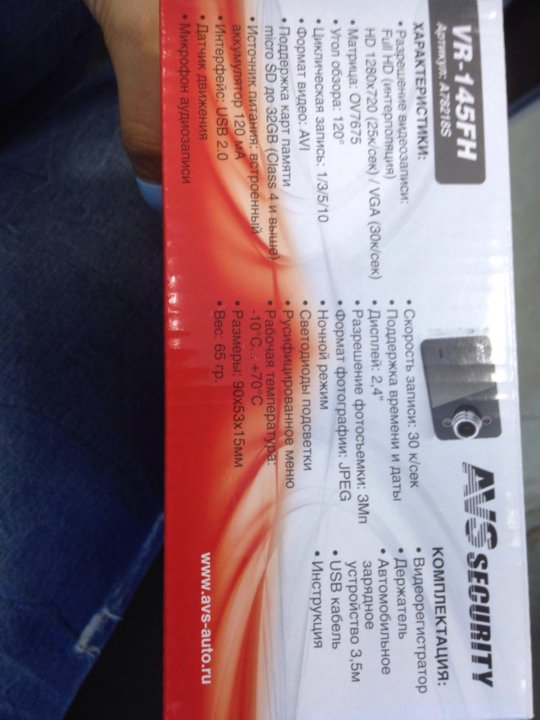 VR-145FH
Артикул: A78216S
ХАРАКТЕРИСТИКИ:
• Разрешение видеозаписи:
Full HD (интерполяция)
HD 1280x720 (25к/сек) / VGA (30к/сек)
• Матрица: OV7675
• Угол обзора: 120°
• Циклическая запись: 1/3/5/10
• Формат видео: AVI
• Поддержка карт памяти
micro SD до 32GB (Class 4 и выше)
• Источник питания: встроенный
аккумулятор 120 мА
• Интерфейс: USB 2.0
• Датчик движения
• Микрофон аудиозаписи
• Скорость записи: 30 к/сек
• Поддержка времени и даты
• Дисплей: 2,4"
• Разрешение фотосъемки: 3Мп
• Формат фотографии: JPEG
• Ночной режим
• Светодиоды подсветки
• Русифицированное меню
• Рабочая температура:
-10°C... +70°C
• Размеры: 90x53x15мм
• Вес: 65 гр.
AVS SECURITY
КОМПЛЕКТАЦИЯ:
• Видеорегистратор
• Держатель
• Автомобильное
зарядное
устройство 3,5м
• USB кабель
• Инструкция
www.avs-auto.ru